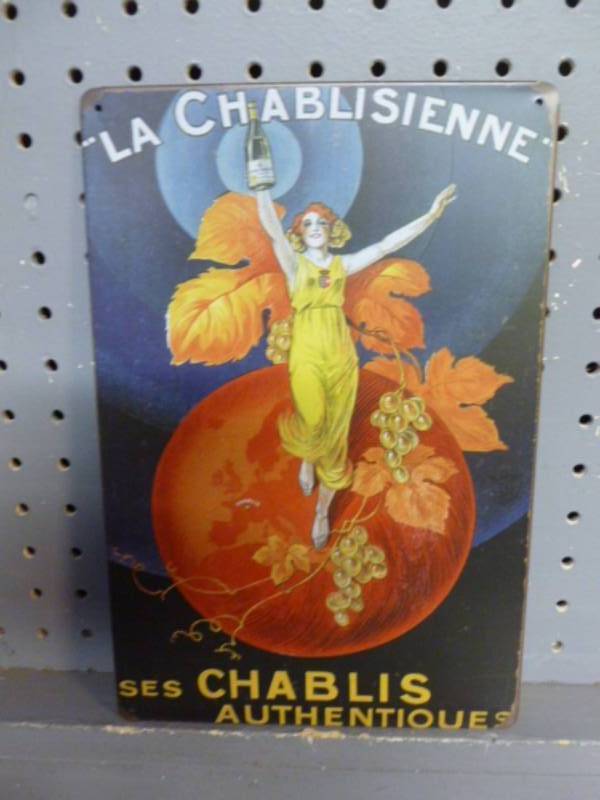 "LA CHABLISIENNE"
SES CHABLIS
AUTHENTIQUES